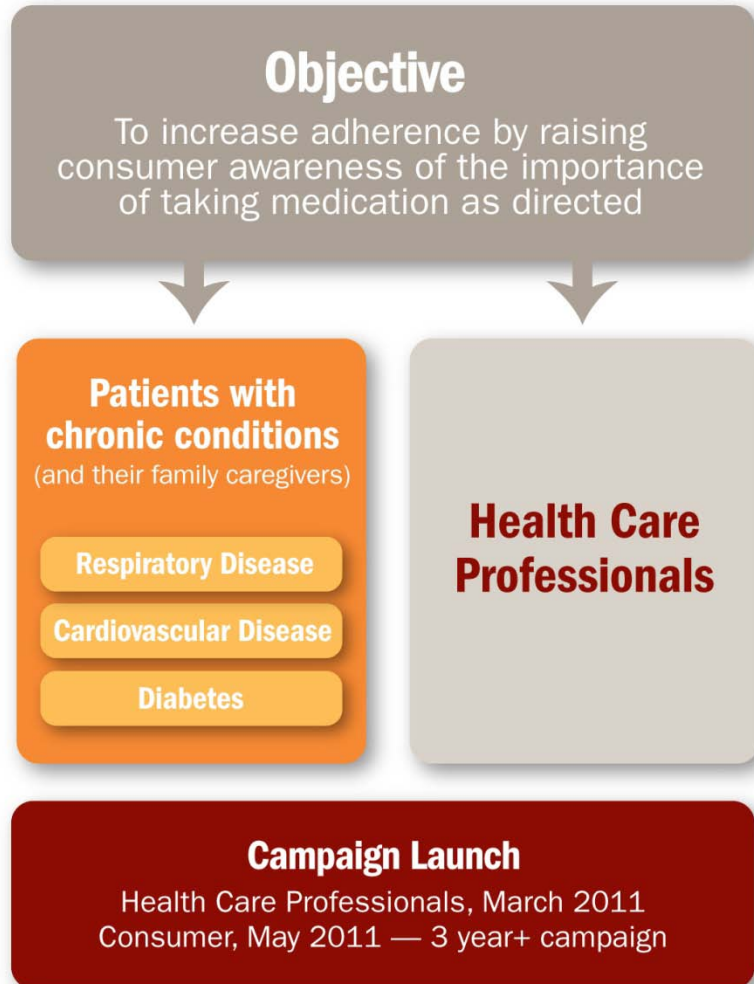 Objective
To increase adherence by raising
consumer awareness of the importance
of taking medication as directed
Patients with
chronic conditions
(and their family caregivers)
Respiratory Disease
Cardiovascular Disease
Diabetes
Health Care
Professionals
Campaign Launch
Health Care Professionals, March 2011
Consumer, May 2011 — 3 year+ campaign